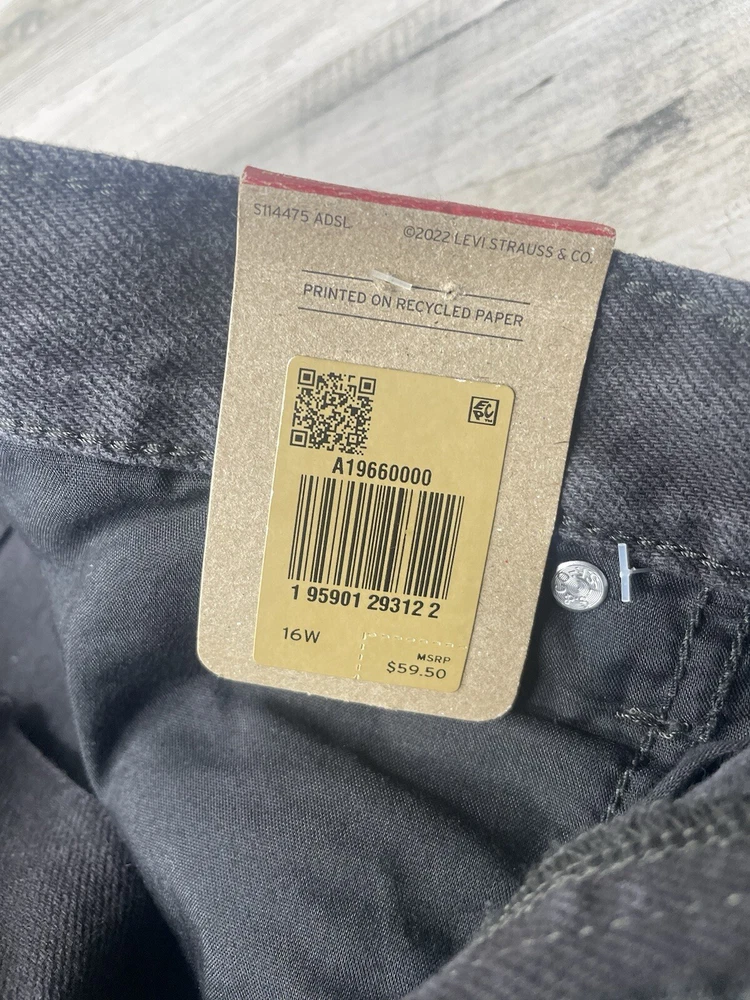 S114475 ADSL
©2022 LEVI STRAUSS & CO.
PRINTED ON RECYCLED PAPER
A19660000
1 95901 29312 2
16W
MSRP
$59.50